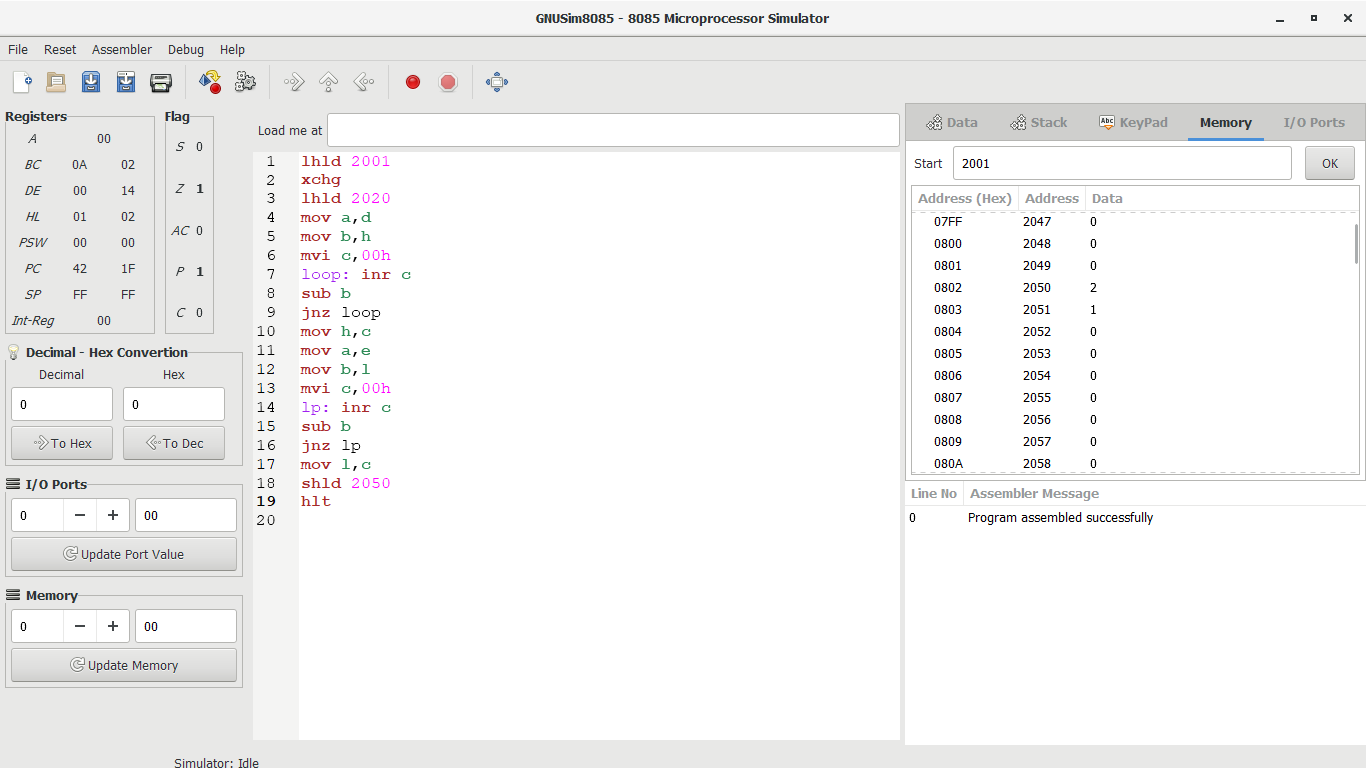 GNUSim8085 - 8085 Microprocessor Simulator
File Reset Assembler Debug Help
Registers
A 00
BC 0A 02
DE 00 14
HL 01 02
PSW 00 00
PC 42 1F
SP FF FF
Int-Reg 00
Flag
S 0
Z 1
AC 0
P 1
C 0
Decimal - Hex Convertion
Decimal Hex
0 0
To Hex To Dec
I/O Ports
0 − + 00
Update Port Value
Memory
0 − + 00
Update Memory
Load me at
1 lhld 2001
2 xchg
3 lhld 2020
4 mov a,d
5 mov b,h
6 mvi c,00h
7 loop: inr c
8 sub b
9 jnz loop
10 mov h,c
11 mov a,e
12 mov b,l
13 mvi c,00h
14 lp: inr c
15 sub b
16 jnz lp
17 mov l,c
18 shld 2050
19 hlt
20
Data Stack Abc KeyPad Memory I/O Ports
Start 2001 OK
Address (Hex) Address Data
07FF 2047 0
0800 2048 0
0801 2049 0
0802 2050 2
0803 2051 1
0804 2052 0
0805 2053 0
0806 2054 0
0807 2055 0
0808 2056 0
0809 2057 0
080A 2058 0
Line No Assembler Message
0 Program assembled successfully
Simulator: Idle